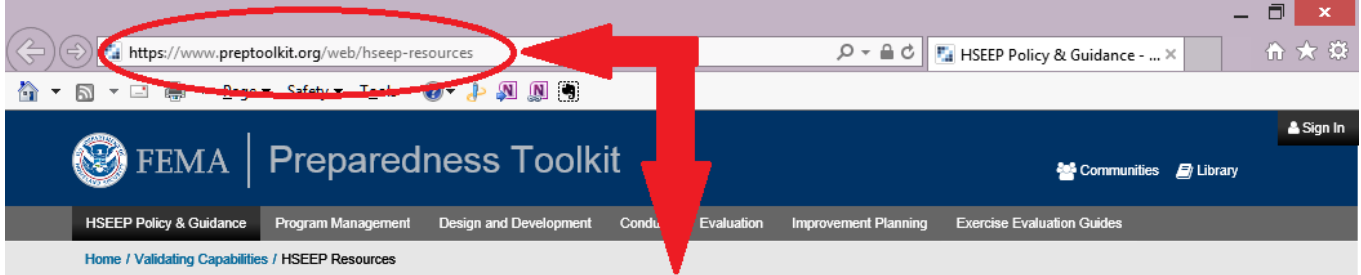 https://www.preptoolkit.org/web/hseep-resources
HSEEP Policy & Guidance - ...
Safety
FEMA
Preparedness Toolkit
Sign In
Communities Library
HSEEP Policy & Guidance Program Management Design and Development Evaluation Improvement Planning Exercise Evaluation Guides
Home / Validating Capabilities / HSEEP Resources